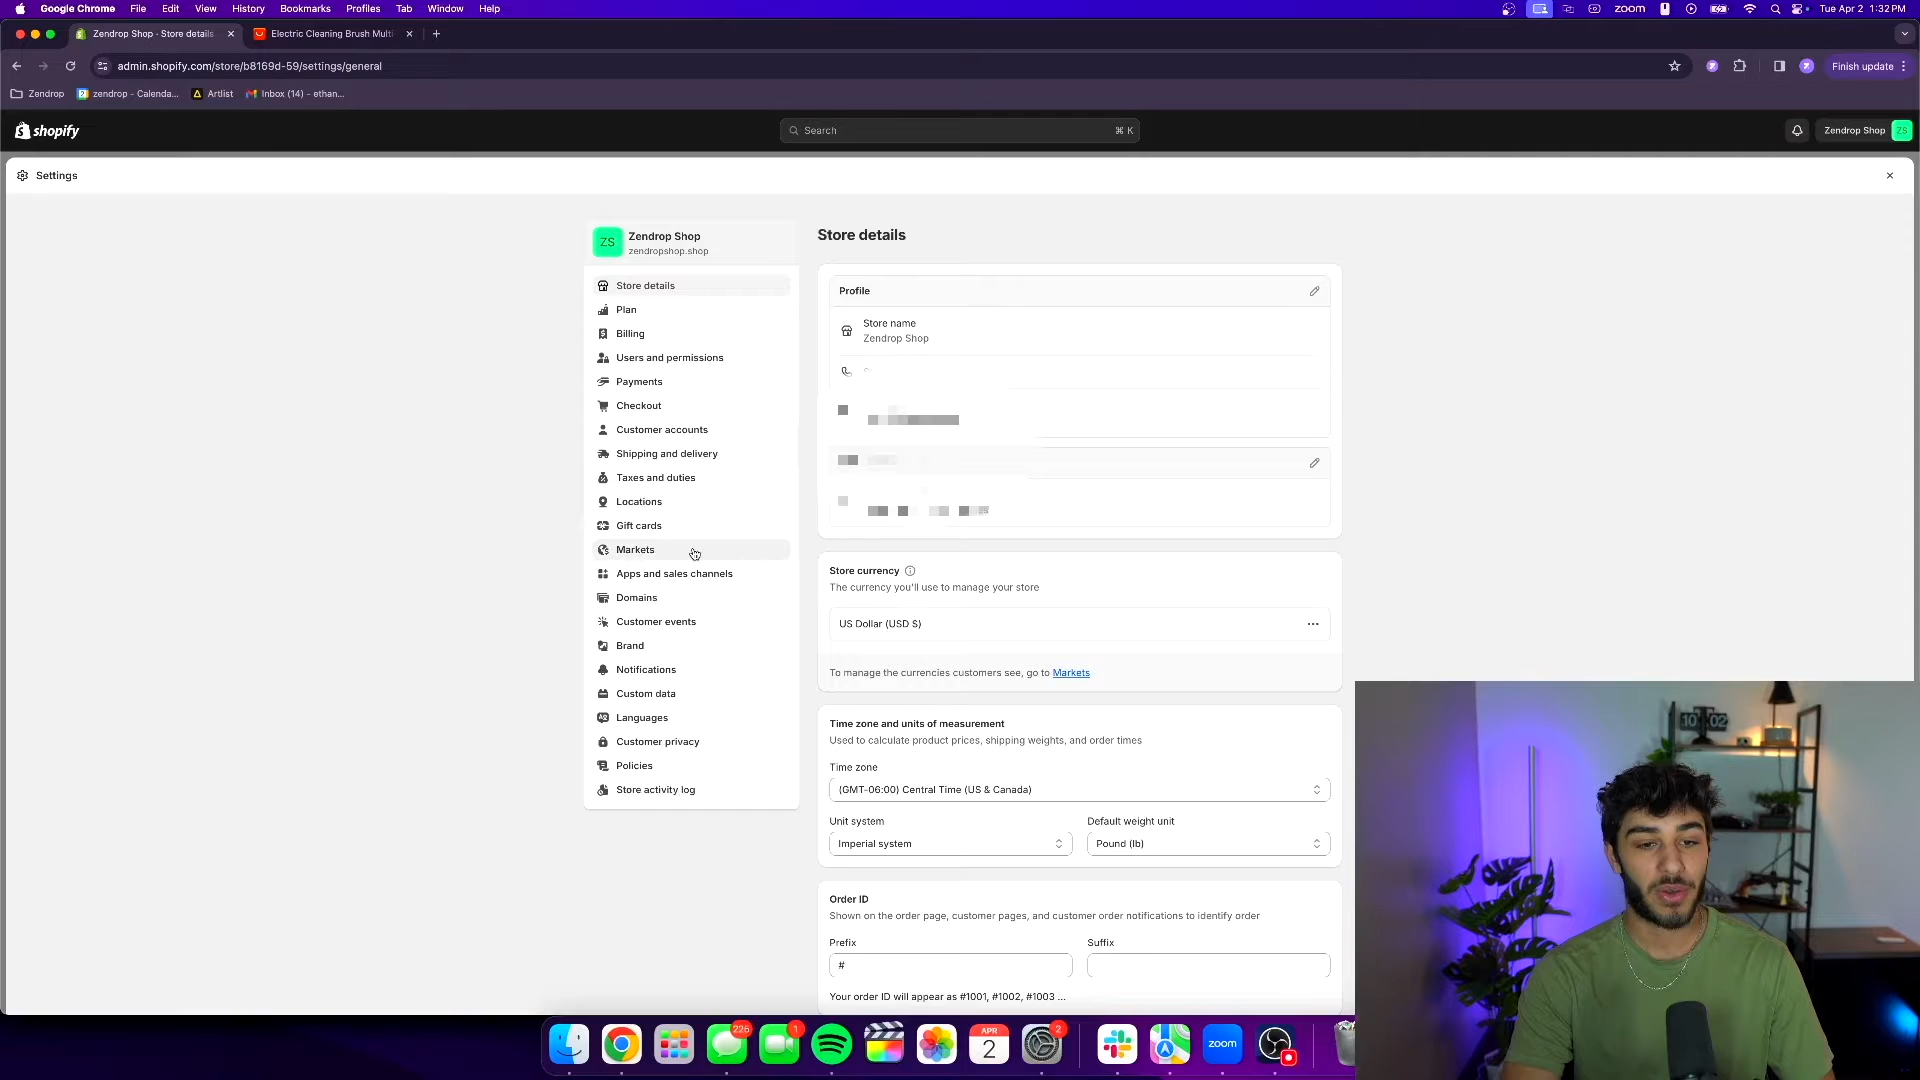 Google Chrome File Edit View History Bookmarks Profiles Tab Window Help zoom Tue Apr 2 1:32 PM
Zendrop Shop · Store details Electric Cleaning Brush Multi
admin.shopify.com/store/b8169d-59/settings/general Finish update
Zendrop zendrop - Calenda... Artlist Inbox (14) - ethan...
shopify Search ⌘ K Zendrop Shop ZS
Settings
ZS Zendrop Shop
zendropshop.shop
Store details
Plan
Billing
Users and permissions
Payments
Checkout
Customer accounts
Shipping and delivery
Taxes and duties
Locations
Gift cards
Markets
Apps and sales channels
Domains
Customer events
Brand
Notifications
Custom data
Languages
Customer privacy
Policies
Store activity log
Store details
Profile
Store name
Zendrop Shop
Store currency
The currency you'll use to manage your store
US Dollar (USD $)
To manage the currencies customers see, go to Markets
Time zone and units of measurement
Used to calculate product prices, shipping weights, and order times
Time zone
(GMT-06:00) Central Time (US & Canada)
Unit system Default weight unit
Imperial system Pound (lb)
Order ID
Shown on the order page, customer pages, and customer order notifications to identify order
Prefix Suffix
#
Your order ID will appear as #1001, #1002, #1003 ...
10 02
226 1 APR 2 2 zoom